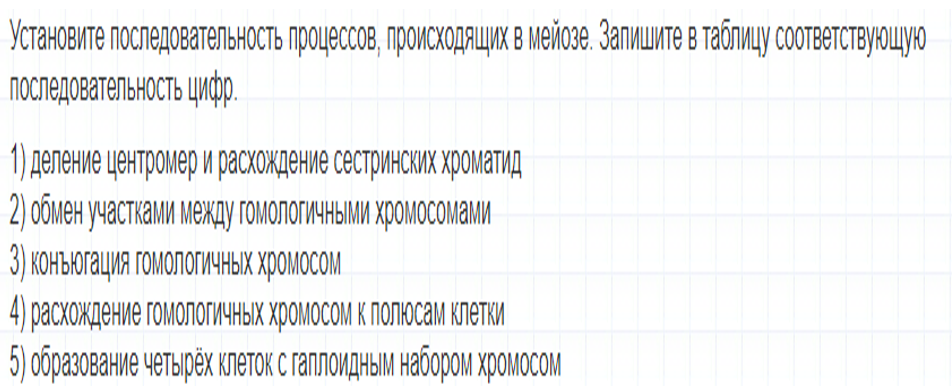 Установите последовательность процессов, происходящих в мейозе. Запишите в таблицу соответствующую
последовательность цифр.
1) деление центромер и расхождение сестринских хроматид
2) обмен участками между гомологичными хромосомами
3) конъюгация гомологичных хромосом
4) расхождение гомологичных хромосом к полюсам клетки
5) образование четырёх клеток с гаплоидным набором хромосом